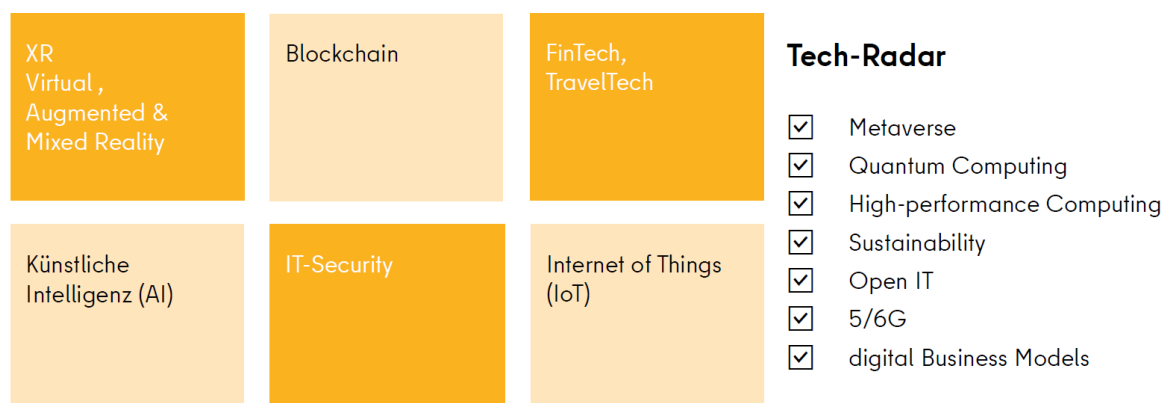 XR
Virtual ,
Augmented &
Mixed Reality
Blockchain
FinTech,
TravelTech
Künstliche
Intelligenz (AI)
IT-Security
Internet of Things
(IoT)
Tech-Radar
Metaverse
Quantum Computing
High-performance Computing
Sustainability
Open IT
5/6G
digital Business Models